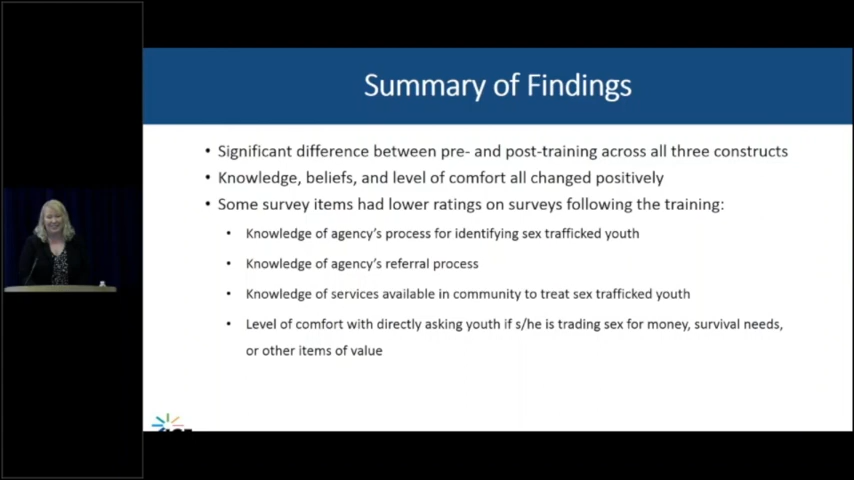 Summary of Findings
• Significant difference between pre- and post-training across all three constructs
• Knowledge, beliefs, and level of comfort all changed positively
• Some survey items had lower ratings on surveys following the training:
• Knowledge of agency's process for identifying sex trafficked youth
• Knowledge of agency's referral process
• Knowledge of services available in community to treat sex trafficked youth
• Level of comfort with directly asking youth if s/he is trading sex for money, survival needs,
or other items of value